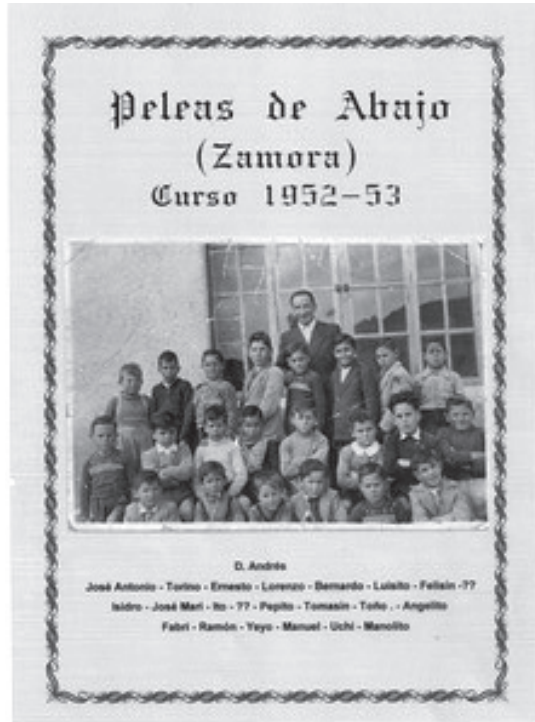 Peleas de Abajo
(Zamora)
Curso 1952-53
D. Andrés
José Antonio - Torino - Ernesto - Lorenzo - Bernardo - Luisito - Felisín -??
Isidro - José Mari - Ito - ?? - Pepito - Tomasín - Toño . - Angelito
Fabri - Ramón - Yeyo - Manuel - Uchi - Manolito